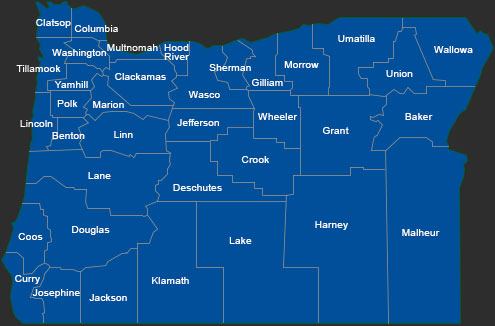 Clatsop
Columbia
Multnomah
Hood
River
Washington
Tillamook
Yamhill
Clackamas
Sherman
Gilliam
Morrow
Umatilla
Union
Wallowa
Polk
Marion
Wasco
Lincoln
Benton
Linn
Jefferson
Wheeler
Grant
Baker
Crook
Lane
Deschutes
Coos
Douglas
Lake
Harney
Malheur
Curry
Josephine
Jackson
Klamath